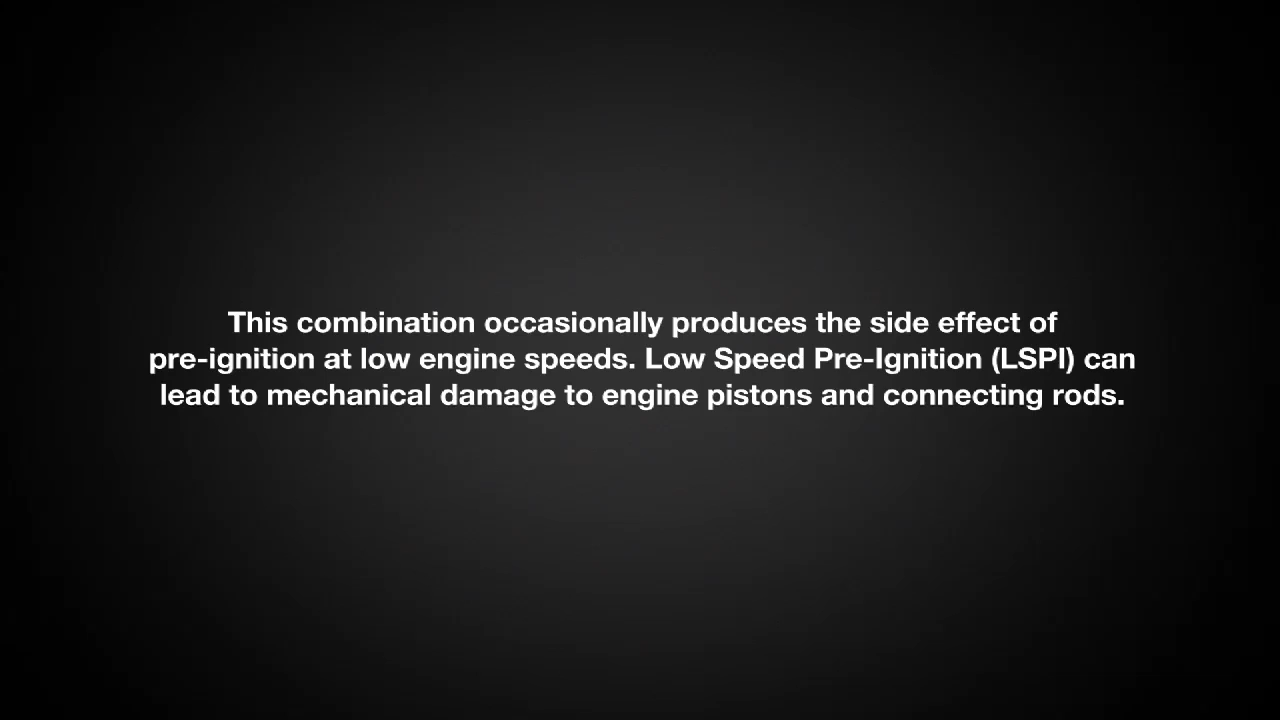 This combination occasionally produces the side effect of
pre-ignition at low engine speeds. Low Speed Pre-Ignition (LSPI) can
lead to mechanical damage to engine pistons and connecting rods.